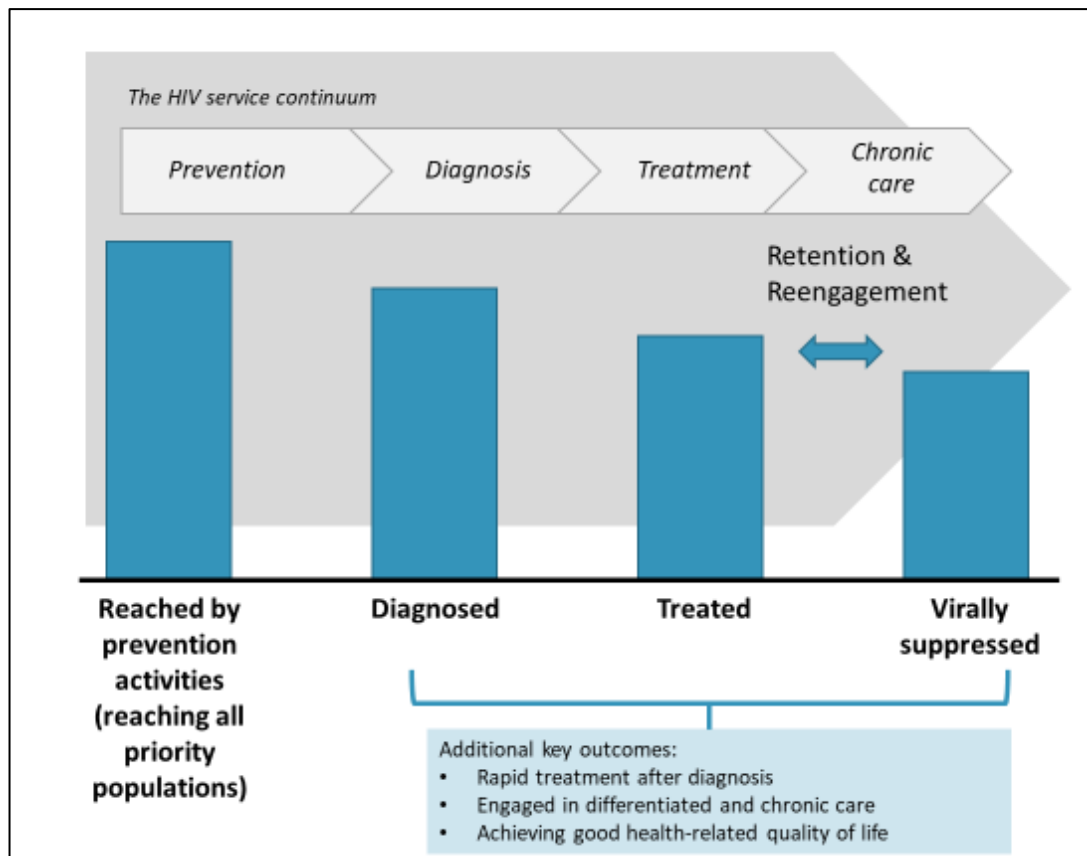 The HIV service continuum
Prevention
Diagnosis
Treatment
Chronic
care
Retention &
Reengagement
Reached by
prevention
activities
(reaching all
priority
populations)
Diagnosed
Treated
Virally
suppressed
Additional key outcomes:
• Rapid treatment after diagnosis
• Engaged in differentiated and chronic care
• Achieving good health-related quality of life